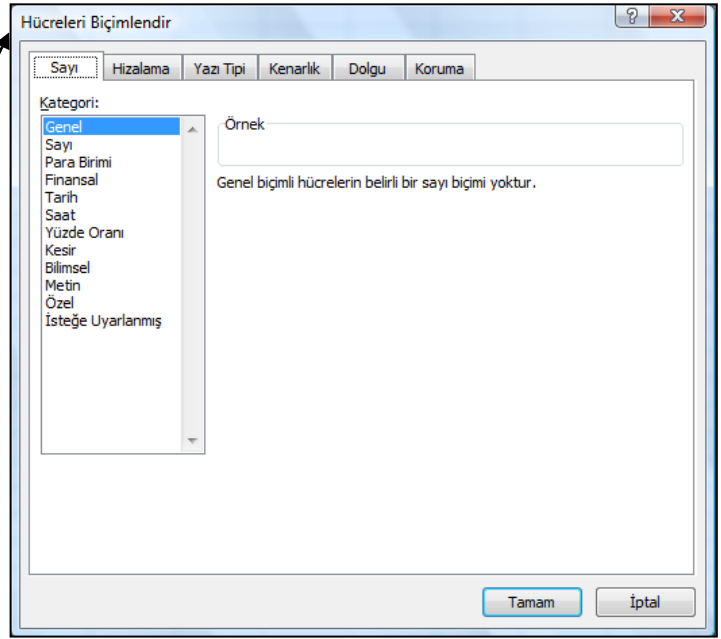 Hücreleri Biçimlendir
? X
Sayı Hizalama Yazı Tipi Kenarlık Dolgu Koruma
Kategori:
Genel
Sayı
Para Birimi
Finansal
Tarih
Saat
Yüzde Oranı
Kesir
Bilimsel
Metin
Özel
İsteğe Uyarlanmış
Örnek
Genel biçimli hücrelerin belirli bir sayı biçimi yoktur.
Tamam İptal